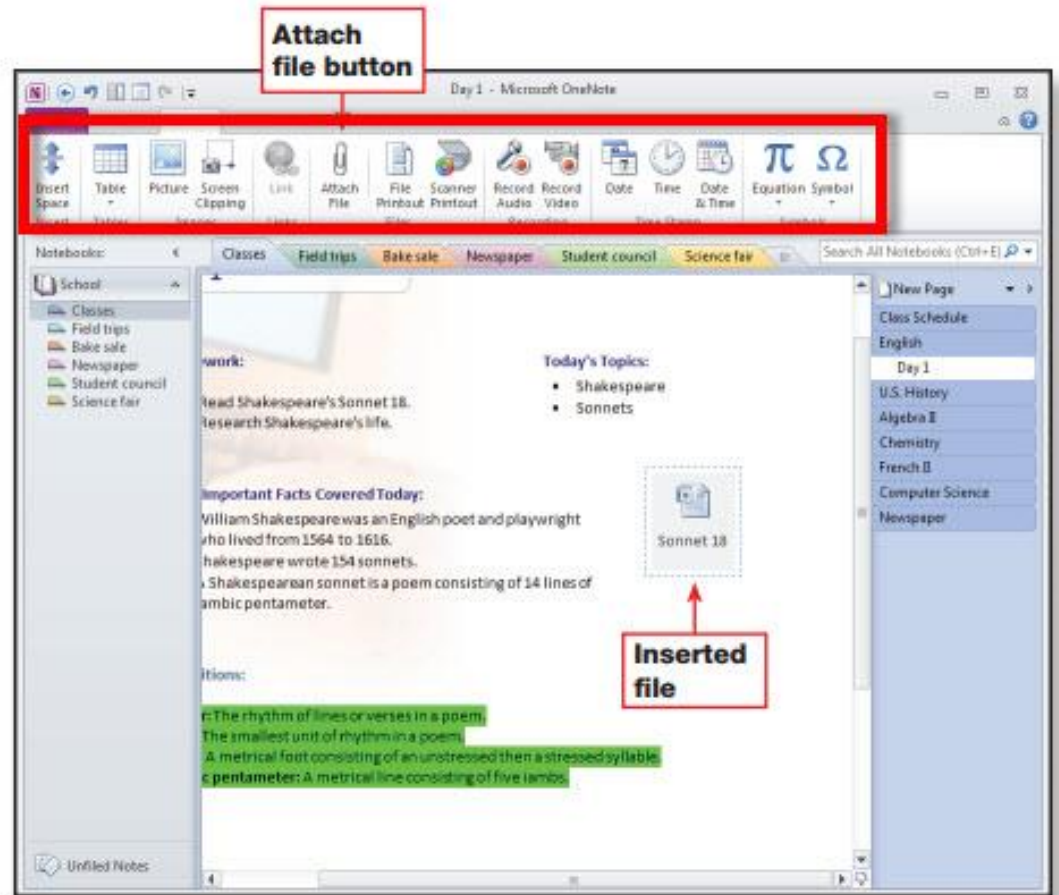 Attach
file button
Day 1 - Microsoft OneNote
Insert Space
Table
Picture
Screen Clipping
Link
Attach File
File Printout
Scanner Printout
Record Audio
Record Video
Date
Time
Date & Time
Equation
Symbol
Notebooks:
Classes
Field trips
Bake sale
Newspaper
Student council
Science fair
Search All Notebooks (Ctrl+E)
School
Classes
Field trips
Bake sale
Newspaper
Student council
Science fair
Unfiled Notes
work:
Read Shakespeare's Sonnet 18.
Research Shakespeare's life.
Today's Topics:
• Shakespeare
• Sonnets
Important Facts Covered Today:
William Shakespeare was an English poet and playwright
who lived from 1564 to 1616.
hakespeare wrote 154 sonnets.
Shakespearean sonnet is a poem consisting of 14 lines of
ambic pentameter.
Sonnet 18
Inserted
file
itions:
r: The rhythm of lines or verses in a poem.
The smallest unit of rhythm in a poem.
A metrical foot consisting of an unstressed then a stressed syllable.
c pentameter: A metrical line consisting of five iambs.
New Page
Class Schedule
English
Day 1
U.S. History
Algebra II
Chemistry
French II
Computer Science
Newspaper